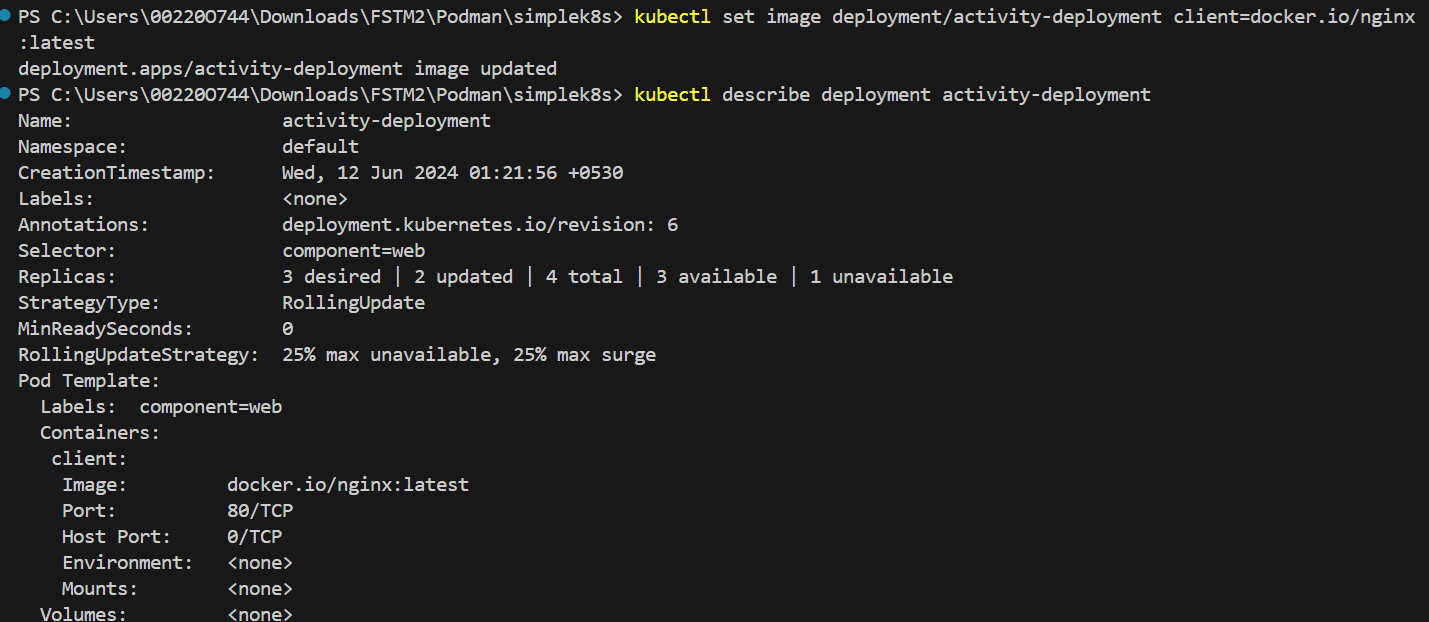 PS C:\Users\00220O744\Downloads\FSTM2\Podman\simplek8s> kubectl set image deployment/activity-deployment client=docker.io/nginx
:latest
deployment.apps/activity-deployment image updated
PS C:\Users\00220O744\Downloads\FSTM2\Podman\simplek8s> kubectl describe deployment activity-deployment
Name:                   activity-deployment
Namespace:              default
CreationTimestamp:      Wed, 12 Jun 2024 01:21:56 +0530
Labels:                 <none>
Annotations:            deployment.kubernetes.io/revision: 6
Selector:               component=web
Replicas:               3 desired | 2 updated | 4 total | 3 available | 1 unavailable
StrategyType:           RollingUpdate
MinReadySeconds:        0
RollingUpdateStrategy:  25% max unavailable, 25% max surge
Pod Template:
  Labels:  component=web
  Containers:
   client:
    Image:         docker.io/nginx:latest
    Port:          80/TCP
    Host Port:     0/TCP
    Environment:   <none>
    Mounts:        <none>
  Volumes:         <none>